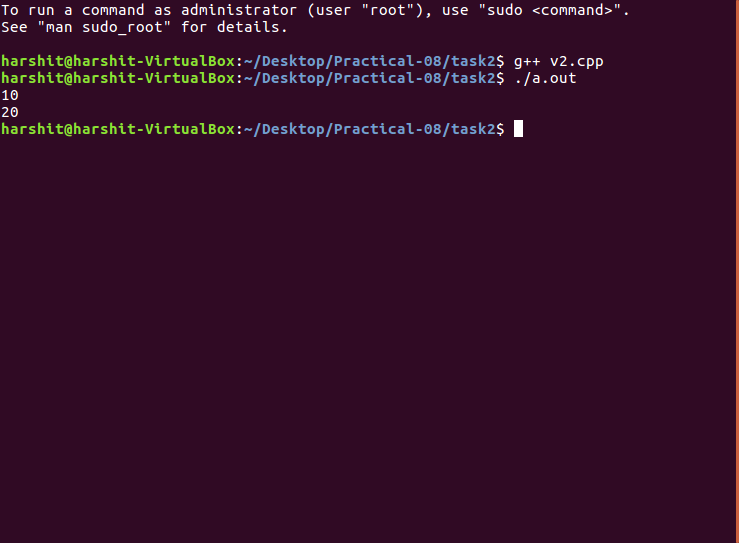 To run a command as administrator (user "root"), use "sudo <command>".
See "man sudo_root" for details.
harshit@harshit-VirtualBox:~/Desktop/Practical-08/task2$ g++ v2.cpp
harshit@harshit-VirtualBox:~/Desktop/Practical-08/task2$ ./a.out
10
20
harshit@harshit-VirtualBox:~/Desktop/Practical-08/task2$